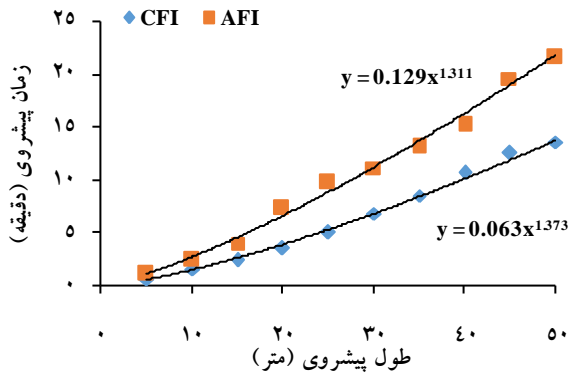 CFI AFI
۲۵
۲۰
۱۵
۱۰
۵
۰
زمان پیشروی (دقیقه)
y = 0.129x^1.311
y = 0.063x^1.373
۰ ۱۰ ۲۰ ۳۰ ۴۰ ۵۰
طول پیشروی (متر)